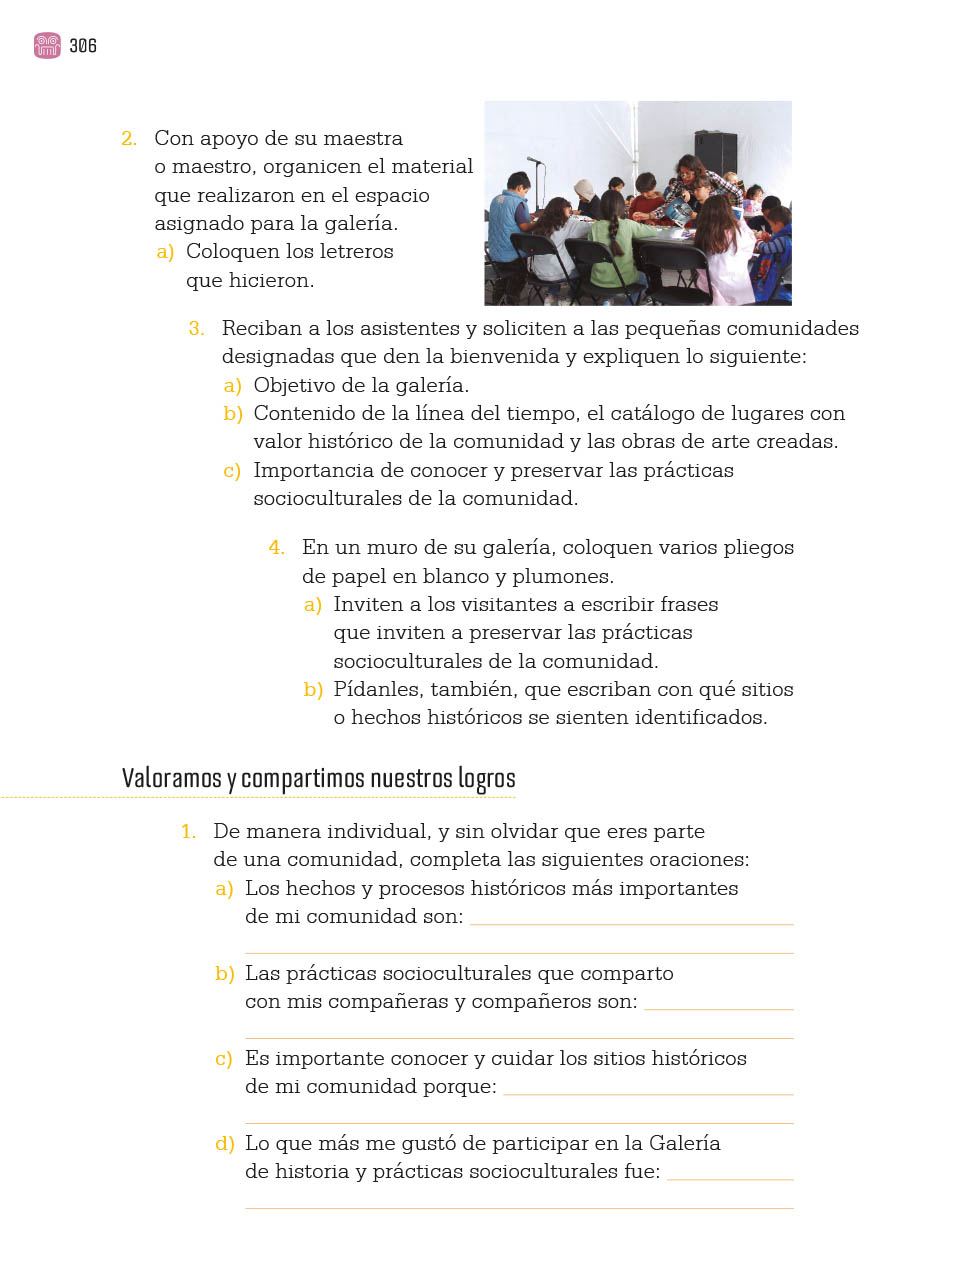 306
2. Con apoyo de su maestra
o maestro, organicen el material
que realizaron en el espacio
asignado para la galería.
a) Coloquen los letreros
que hicieron.
3. Reciban a los asistentes y soliciten a las pequeñas comunidades
designadas que den la bienvenida y expliquen lo siguiente:
a) Objetivo de la galería.
b) Contenido de la línea del tiempo, el catálogo de lugares con
valor histórico de la comunidad y las obras de arte creadas.
c) Importancia de conocer y preservar las prácticas
socioculturales de la comunidad.
4. En un muro de su galería, coloquen varios pliegos
de papel en blanco y plumones.
a) Inviten a los visitantes a escribir frases
que inviten a preservar las prácticas
socioculturales de la comunidad.
b) Pídanles, también, que escriban con qué sitios
o hechos históricos se sienten identificados.
Valoramos y compartimos nuestros logros
1. De manera individual, y sin olvidar que eres parte
de una comunidad, completa las siguientes oraciones:
a) Los hechos y procesos históricos más importantes
de mi comunidad son:
b) Las prácticas socioculturales que comparto
con mis compañeras y compañeros son:
c) Es importante conocer y cuidar los sitios históricos
de mi comunidad porque:
d) Lo que más me gustó de participar en la Galería
de historia y prácticas socioculturales fue: